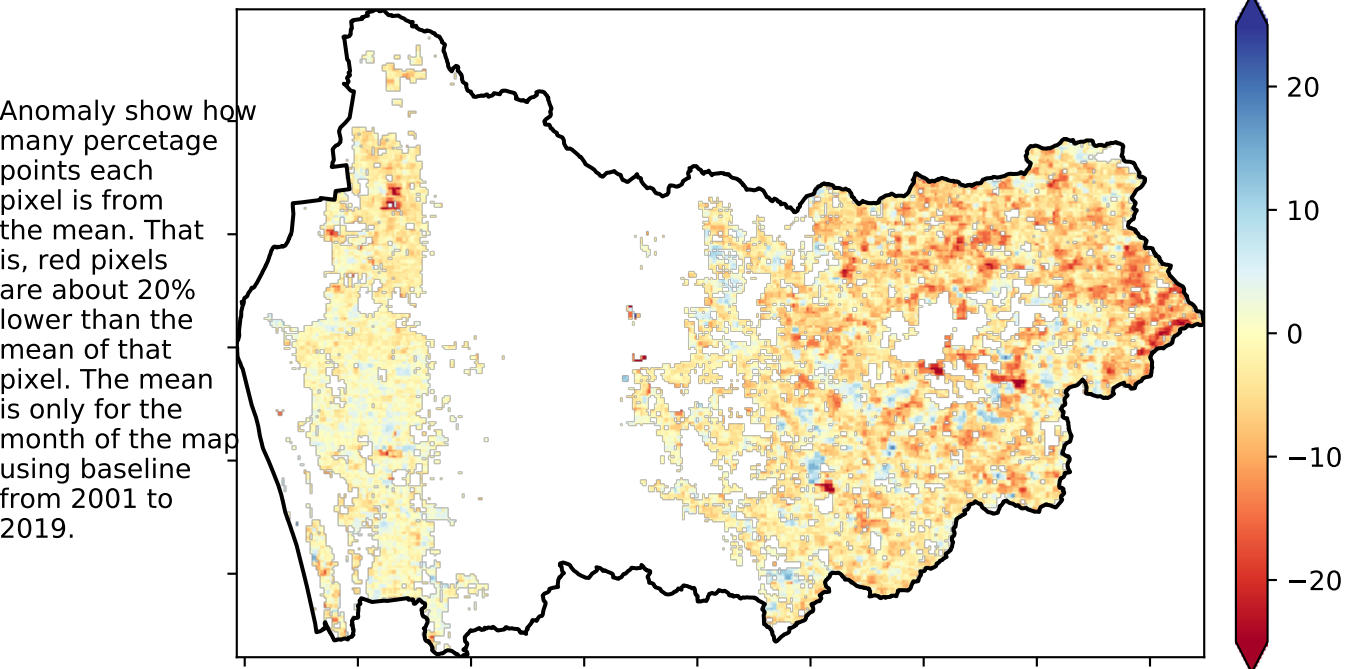 Anomaly show how
many percetage
points each
pixel is from
the mean. That
is, red pixels
are about 20%
lower than the
mean of that
pixel. The mean
is only for the
month of the map
using baseline
from 2001 to
2019.
20
10
0
−10
−20